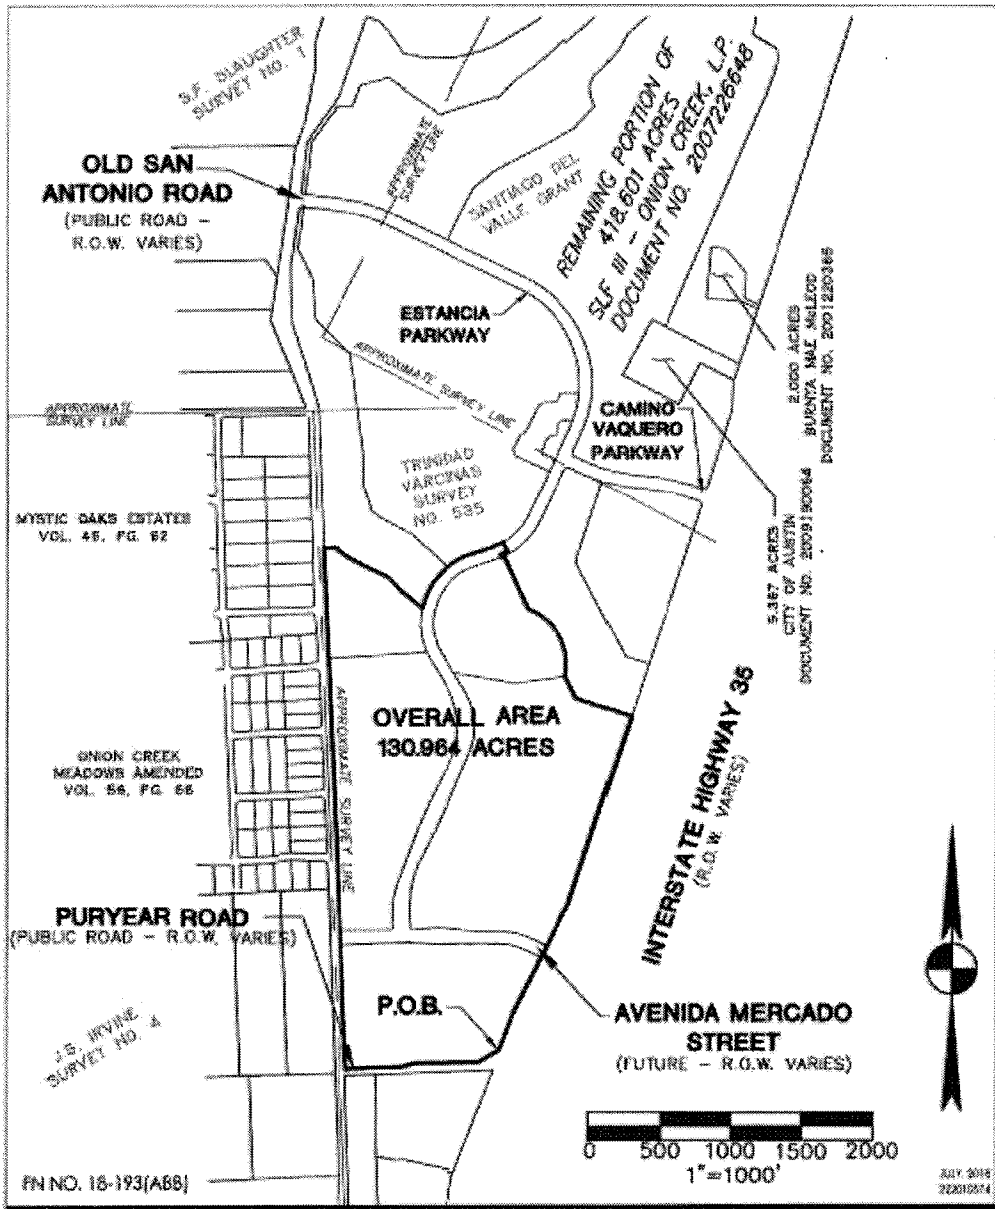 S.F. SLAUGHTER
SURVEY NO. 1
OLD SAN
ANTONIO ROAD
(PUBLIC ROAD –
R.O.W. VARIES)
APPROXIMATE
SURVEY LINE
SANTIAGO DEL
VALLE GRANT
REMAINING PORTION OF
418.601 ACRES
SLF III – ONION CREEK, L.P.
DOCUMENT NO. 2007226648
ESTANCIA
PARKWAY
APPROXIMATE SURVEY LINE
2.000 ACRES
MAE McLEOD
DOCUMENT NO. 2001220365
CAMINO
VAQUERO
PARKWAY
APPROXIMATE
SURVEY LINE
TRINIDAD
VARCINAS
SURVEY
NO. 535
MYSTIC OAKS ESTATES
VOL. 45, PG. 52
CITY OF AUSTIN
DOCUMENT NO. 2009190064
OVERALL AREA
130.964 ACRES
APPROXIMATE SURVEY LINE
INTERSTATE HIGHWAY 35
(R.O.W. VARIES)
ONION CREEK
MEADOWS AMENDED
VOL. 56, PG. 66
PURYEAR ROAD
(PUBLIC ROAD – R.O.W. VARIES)
P.O.B.
AVENIDA MERCADO
STREET
(FUTURE – R.O.W. VARIES)
J.S. IRVINE
SURVEY NO. 4
0 500 1000 1500 2000
1"=1000'
FN NO. 18-193(ABB)